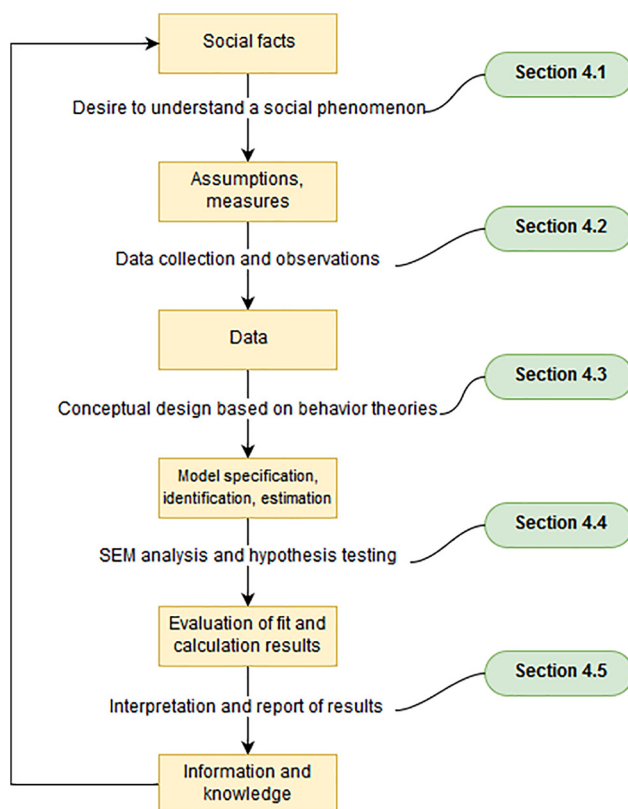 Social facts
Section 4.1
Desire to understand a social phenomenon
Assumptions,
measures
Section 4.2
Data collection and observations
Data
Section 4.3
Conceptual design based on behavior theories
Model specification,
identification, estimation
Section 4.4
SEM analysis and hypothesis testing
Evaluation of fit and
calculation results
Section 4.5
Interpretation and report of results
Information and
knowledge